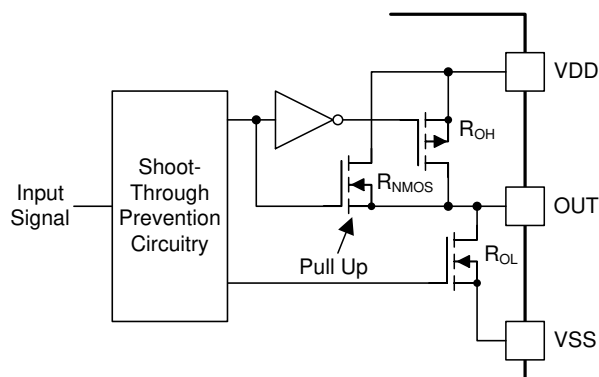 VDD
R_OH
Shoot-
Through
Prevention
Circuitry
Input
Signal
R_NMOS
OUT
Pull Up
R_OL
VSS